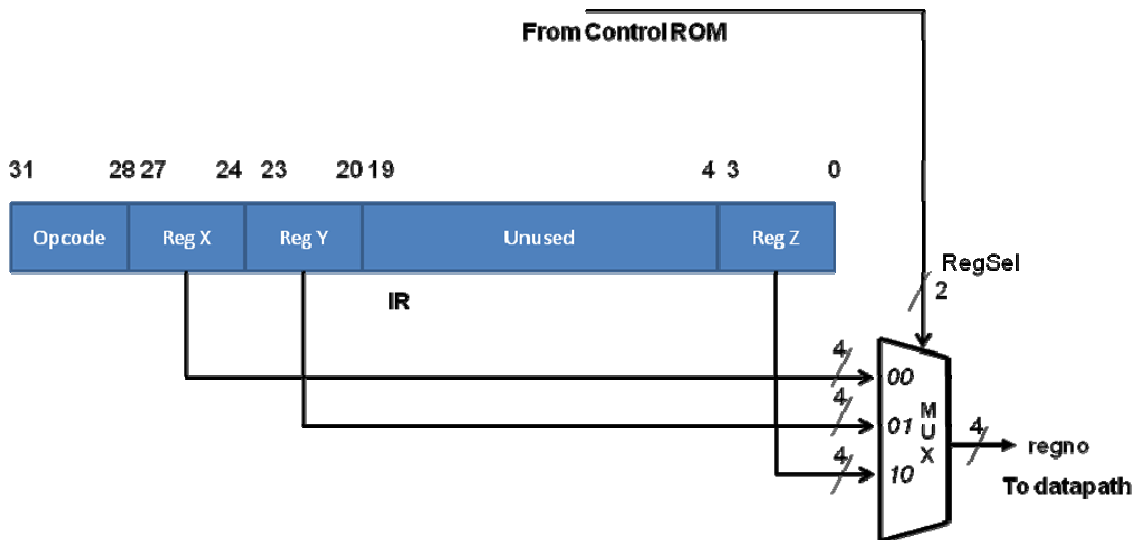 From Control ROM
31 28 27 24 23 20 19 4 3 0
Opcode Reg X Reg Y Unused Reg Z
RegSel
2
IR
4
00
4
01
4
10
MUX
4
regno
To datapath